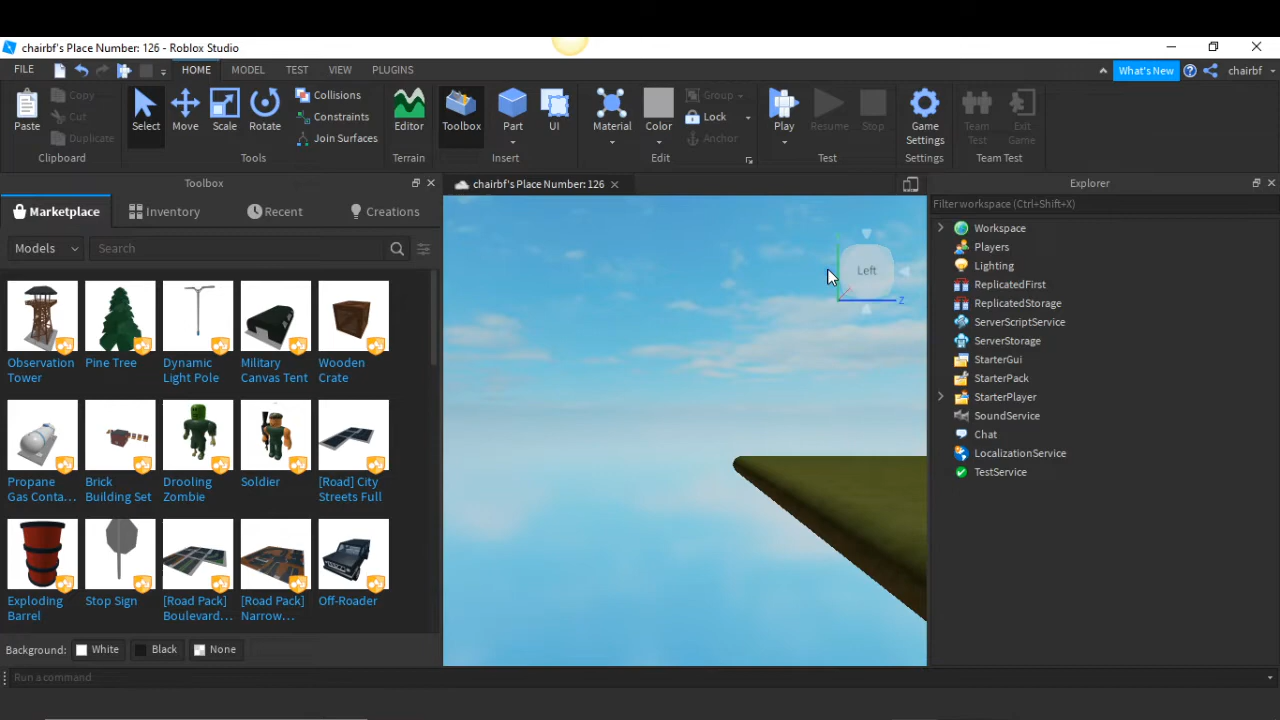 chairbf's Place Number: 126 - Roblox Studio
FILE HOME MODEL TEST VIEW PLUGINS What's New chairbf
Paste Copy Cut Duplicate Clipboard
Select Move Scale Rotate Collisions Constraints Join Surfaces Tools
Editor Terrain
Toolbox Part UI Insert
Material Color Group Lock Anchor Edit
Play Resume Stop Test
Game Settings Settings
Team Test Exit Game Team Test
Toolbox
chairbf's Place Number: 126
Explorer
Marketplace Inventory Recent Creations
Filter workspace (Ctrl+Shift+X)
Models Search
Observation Tower
Pine Tree
Dynamic Light Pole
Military Canvas Tent
Wooden Crate
Propane Gas Conta...
Brick Building Set
Drooling Zombie
Soldier
[Road] City Streets Full
Exploding Barrel
Stop Sign
[Road Pack] Boulevard...
[Road Pack] Narrow...
Off-Roader
Background: White Black None
Left
Z
Workspace
Players
Lighting
ReplicatedFirst
ReplicatedStorage
ServerScriptService
ServerStorage
StarterGui
StarterPack
StarterPlayer
SoundService
Chat
LocalizationService
TestService
Run a command